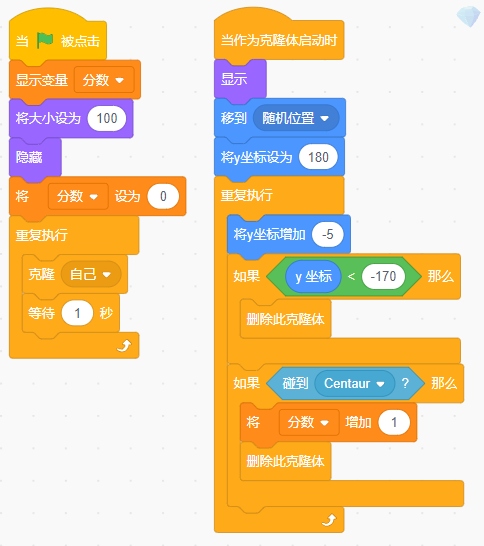 当 被点击
显示变量 分数
将大小设为 100
隐藏
将 分数 设为 0
重复执行
克隆 自己
等待 1 秒
当作为克隆体启动时
显示
移到 随机位置
将y坐标设为 180
重复执行
将y坐标增加 -5
如果 y 坐标 < -170 那么
删除此克隆体
如果 碰到 Centaur ? 那么
将 分数 增加 1
删除此克隆体